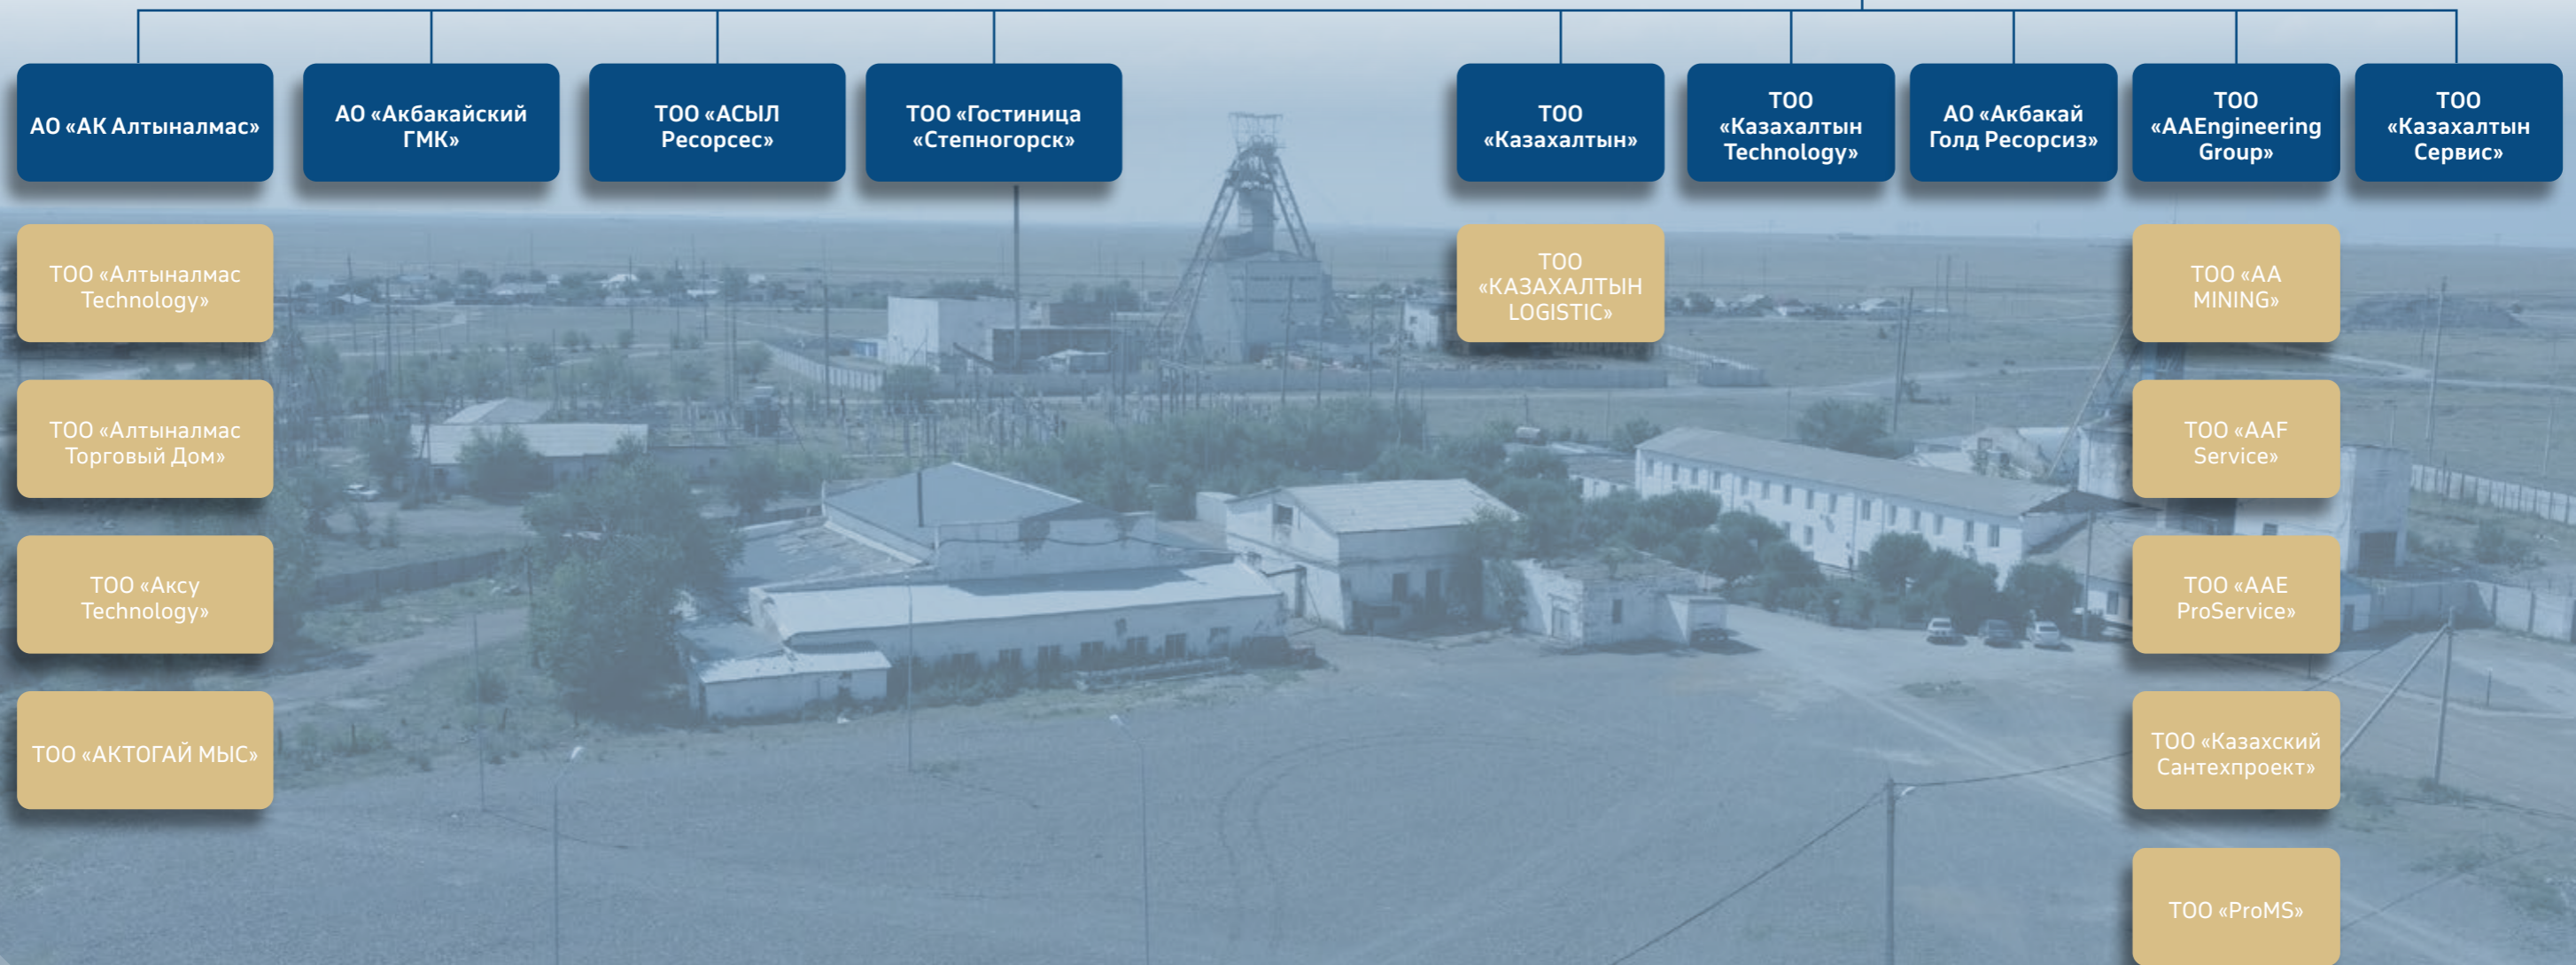 АО «АК Алтыналмас»
АО «Акбакайский
ГМК»
ТОО «АСЫЛ
Ресорсес»
ТОО «Гостиница
«Степногорск»
ТОО
«Казахалтын»
ТОО
«Казахалтын
Technology»
АО «Акбакай
Голд Ресорсиз»
ТОО
«AAEngineering
Group»
ТОО
«Казахалтын
Сервис»
ТОО «Алтыналмас
Technology»
ТОО «Алтыналмас
Торговый Дом»
ТОО «Аксу
Technology»
ТОО «АКТОГАЙ МЫС»
ТОО
«КАЗАХАЛТЫН
LOGISTIC»
ТОО «AA
MINING»
ТОО «AAF
Service»
ТОО «AAE
ProService»
ТОО «Казахский
Сантехпроект»
ТОО «ProMS»